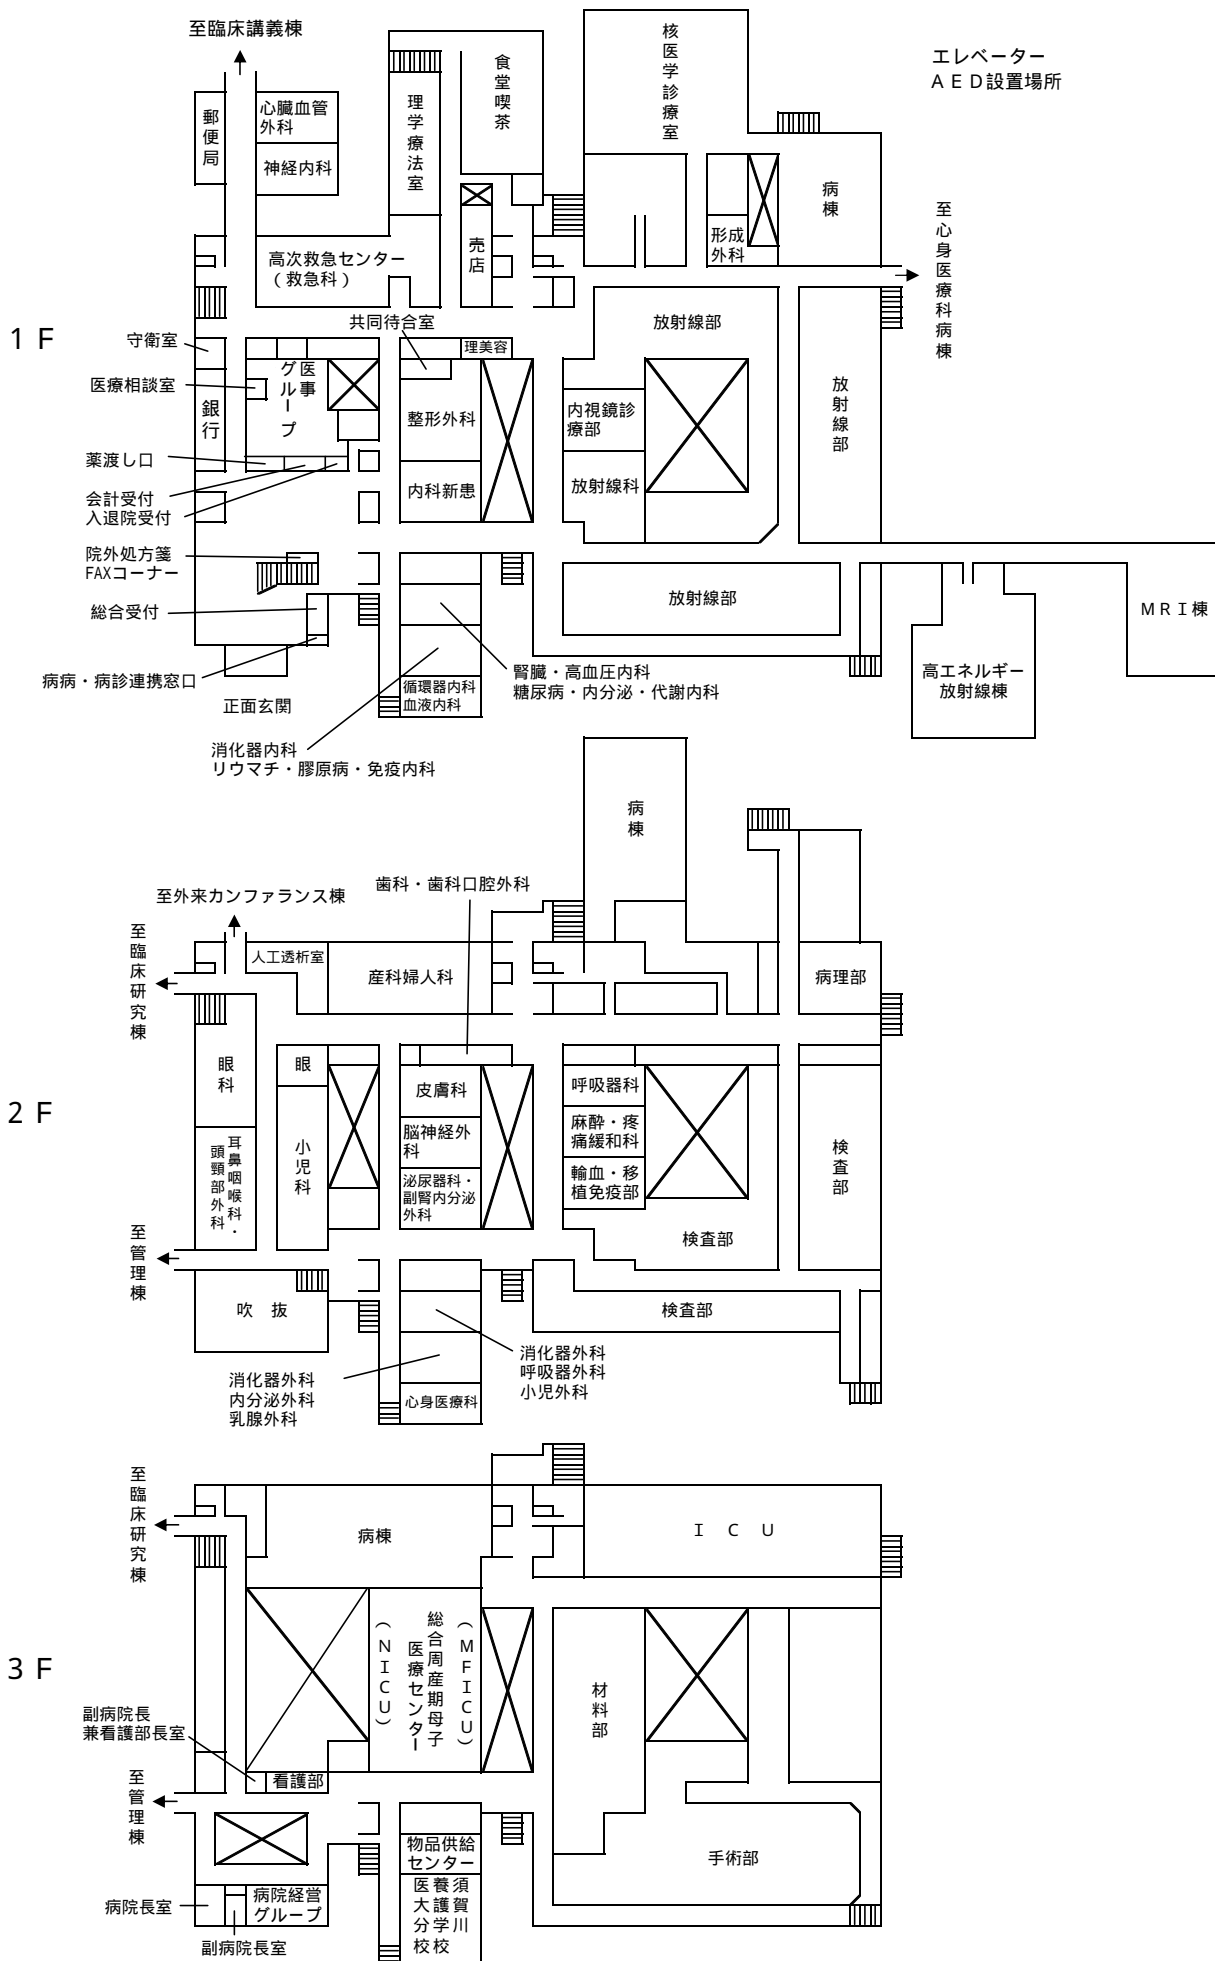 至臨床講義棟
エレベーター
ＡＥＤ設置場所
1 F
郵便局
心臓血管
外科
神経内科
理学療法室
食堂喫茶
核医学診療室
病棟
形成
外科
売店
高次救急センター
（救急科）
至心身医療科病棟
共同待合室
理美容
放射線部
守衛室
医療相談室
銀行
医事
グループ
整形外科
内科新患
内視鏡診
療部
放射線科
放射線部
薬渡し口
会計受付
入退院受付
院外処方箋
FAXコーナー
総合受付
病病・病診連携窓口
正面玄関
放射線部
ＭＲＩ棟
高エネルギー
放射線棟
腎臓・高血圧内科
糖尿病・内分泌・代謝内科
循環器内科
血液内科
消化器内科
リウマチ・膠原病・免疫内科
2 F
病棟
歯科・歯科口腔外科
至外来カンファランス棟
至臨床研究棟
人工透析室
産科婦人科
病理部
眼科
眼
小児科
皮膚科
脳神経外
科
泌尿器科・
副腎内分泌
外科
呼吸器科
麻酔・疼
痛緩和科
輸血・移
植免疫部
検査部
耳鼻咽喉科・
頭頸部外科
至管理棟
検査部
吹　抜
検査部
消化器外科
呼吸器外科
小児外科
消化器外科
内分泌外科
乳腺外科
心身医療科
3 F
至臨床研究棟
病棟
Ｉ　Ｃ　Ｕ
（ＭＦＩＣＵ）
総合周産期母子
医療センター
（ＮＩＣＵ）
材料部
副病院長
兼看護部長室
看護部
至管理棟
手術部
物品供給
センター
須賀川
養護学校
医大分校
病院長室
病院経営
グループ
副病院長室